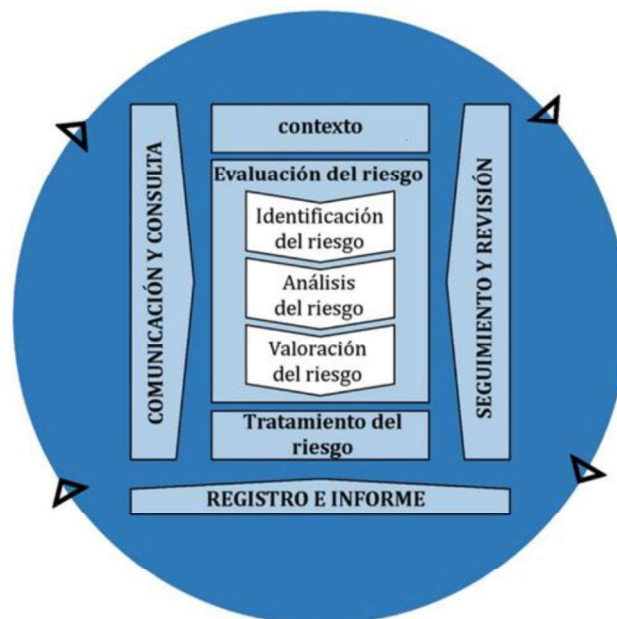 contexto
Evaluación del riesgo
Identificación
del riesgo
Análisis
del riesgo
Valoración
del riesgo
Tratamiento del
riesgo
COMUNICACIÓN Y CONSULTA
SEGUIMIENTO Y REVISIÓN
REGISTRO E INFORME